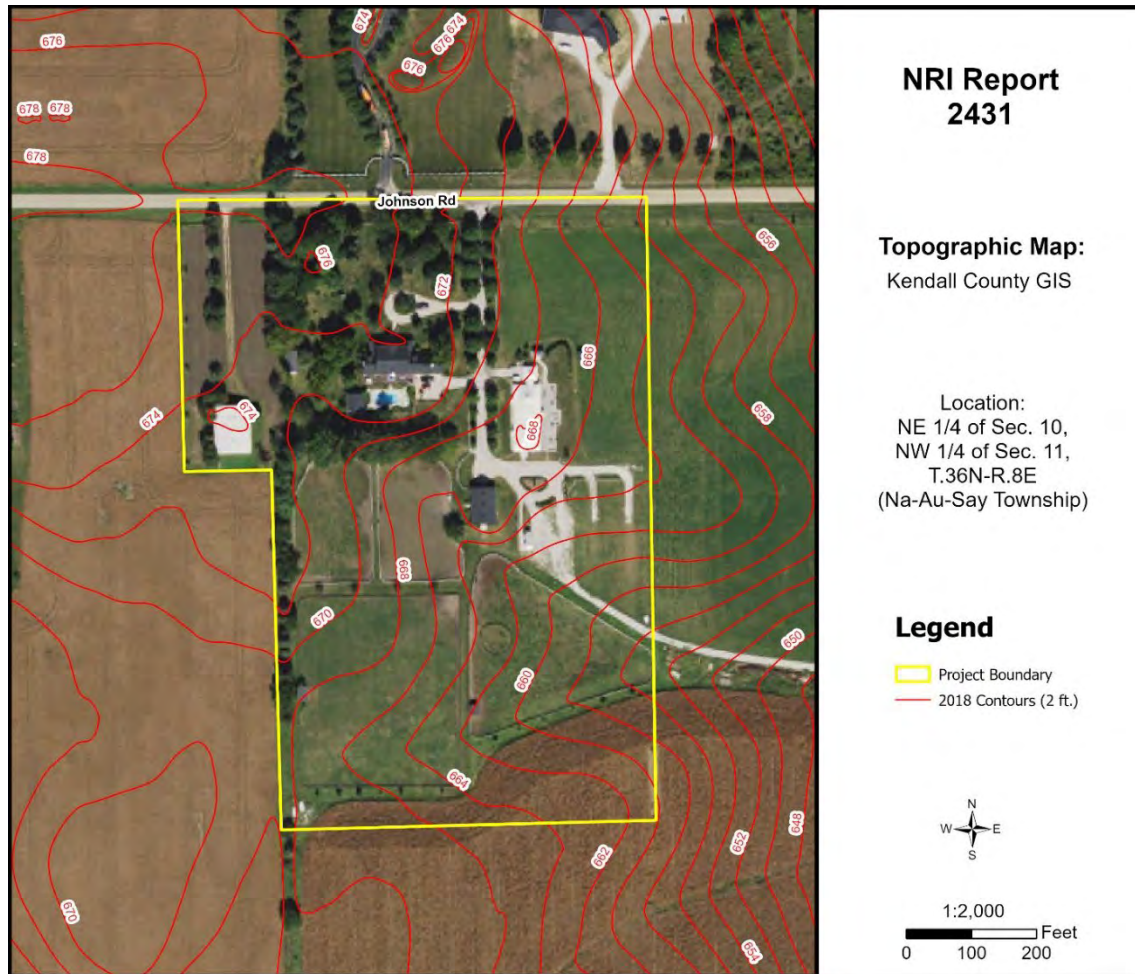 676
674
676
674
676
678
678
678
Johnson Rd
676
672
656
666
658
674
674
668
668
670
650
660
664
662
652
648
670
654
NRI Report
2431
Topographic Map:
Kendall County GIS
Location:
NE 1/4 of Sec. 10,
NW 1/4 of Sec. 11,
T.36N-R.8E
(Na-Au-Say Township)
Legend
Project Boundary
2018 Contours (2 ft.)
N
W E
S
1:2,000
Feet
0 100 200